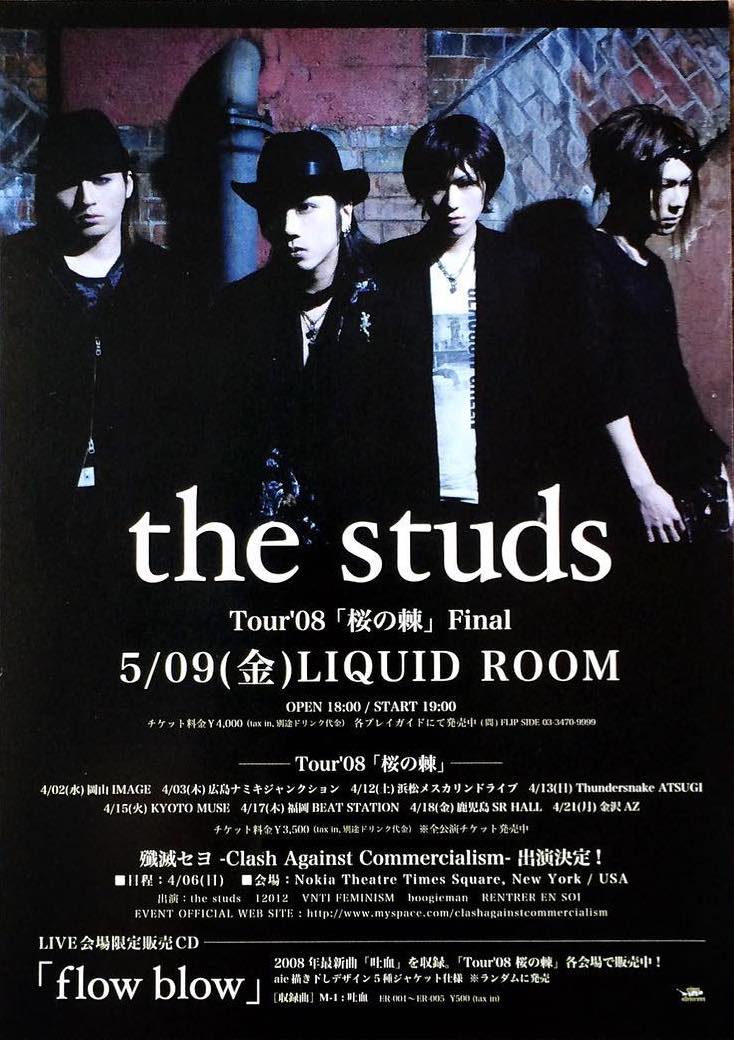 the studs
Tour'08「桜の棘」Final
5/09(金)LIQUID ROOM
OPEN 18:00 / START 19:00
チケット料金¥4,000 (tax in, 別途ドリンク代金) 各プレイガイドにて発売中 (問) FLIP SIDE 03-3470-9999
Tour'08「桜の棘」
4/02(水) 岡山 IMAGE 4/03(木) 広島ナミキジャンクション 4/12(土) 浜松メスカリンドライブ 4/13(日) Thundersnake ATSUGI
4/15(火) KYOTO MUSE 4/17(木) 福岡 BEAT STATION 4/18(金) 鹿児島 SR HALL 4/21(月) 金沢 AZ
チケット料金¥3,500 (tax in, 別途ドリンク代金) ※全公演チケット発売中
殲滅セヨ -Clash Against Commercialism- 出演決定！
■日程：4/06(日) ■会場：Nokia Theatre Times Square, New York / USA
出演：the studs 12012 VNTI FEMINISM boogieman RENTRER EN SOI
EVENT OFFICIAL WEB SITE : http://www.myspace.com/clashagainstcommercialism
LIVE会場限定販売CD
「flow blow」
2008年最新曲「吐血」を収録。「Tour'08 桜の棘」各会場で販売中！
aie描き下しデザイン5種ジャケット仕様 ※ランダムに発売
[収録曲] M-1：吐血 ER-001～ER-005 ¥500 (tax in)